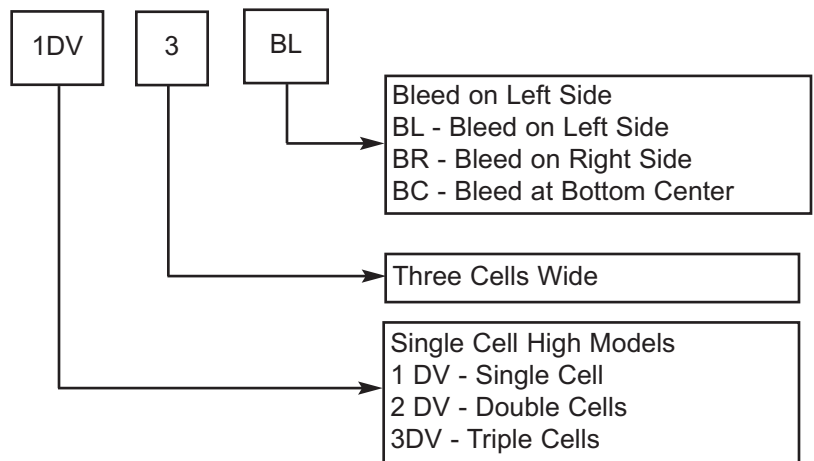 1DV
3
BL
Bleed on Left Side
BL - Bleed on Left Side
BR - Bleed on Right Side
BC - Bleed at Bottom Center
Three Cells Wide
Single Cell High Models
1 DV - Single Cell
2 DV - Double Cells
3DV - Triple Cells